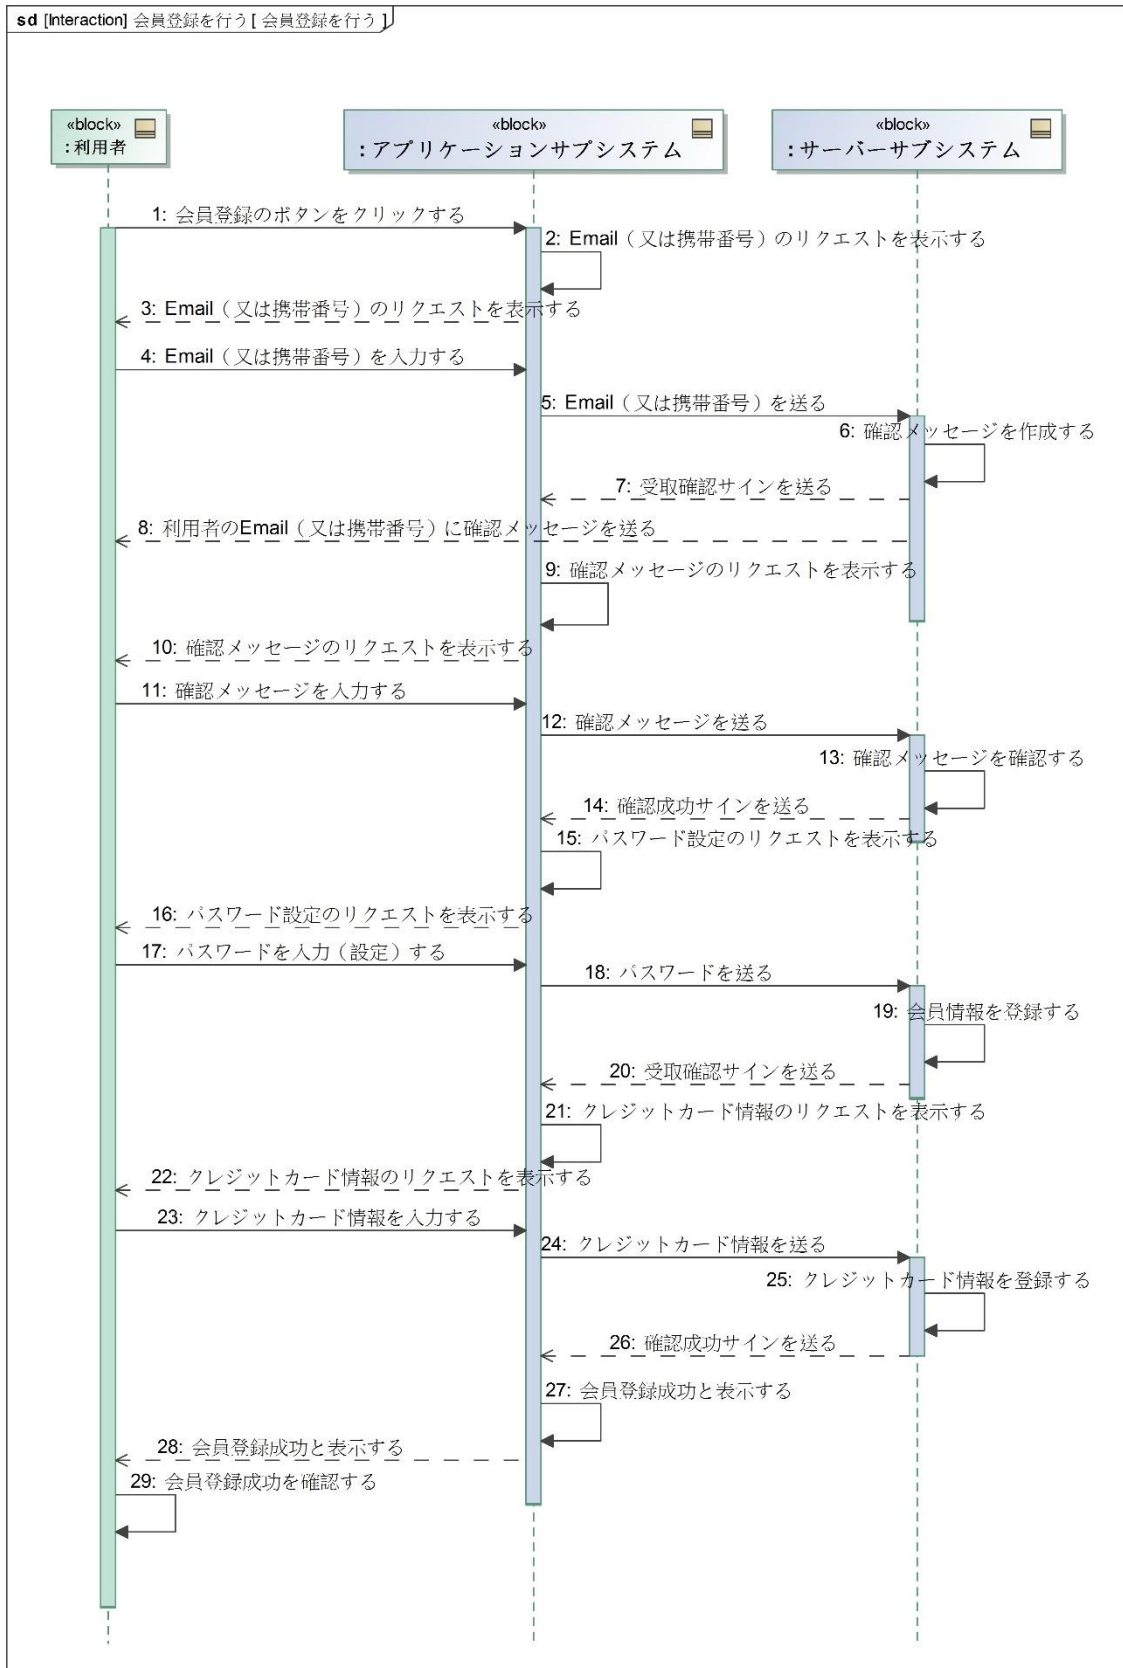 sd [Interaction] 会員登録を行う[ 会員登録を行う ]
«block»
:利用者
«block»
:アプリケーションサブシステム
«block»
:サーバーサブシステム
1: 会員登録のボタンをクリックする
2: Email（又は携帯番号）のリクエストを表示する
3: Email（又は携帯番号）のリクエストを表示する
4: Email（又は携帯番号）を入力する
5: Email（又は携帯番号）を送る
6: 確認メッセージを作成する
7: 受取確認サインを送る
8: 利用者のEmail（又は携帯番号）に確認メッセージを送る
9: 確認メッセージのリクエストを表示する
10: 確認メッセージのリクエストを表示する
11: 確認メッセージを入力する
12: 確認メッセージを送る
13: 確認メッセージを確認する
14: 確認成功サインを送る
15: パスワード設定のリクエストを表示する
16: パスワード設定のリクエストを表示する
17: パスワードを入力（設定）する
18: パスワードを送る
19: 会員情報を登録する
20: 受取確認サインを送る
21: クレジットカード情報のリクエストを表示する
22: クレジットカード情報のリクエストを表示する
23: クレジットカード情報を入力する
24: クレジットカード情報を送る
25: クレジットカード情報を登録する
26: 確認成功サインを送る
27: 会員登録成功と表示する
28: 会員登録成功と表示する
29: 会員登録成功を確認する